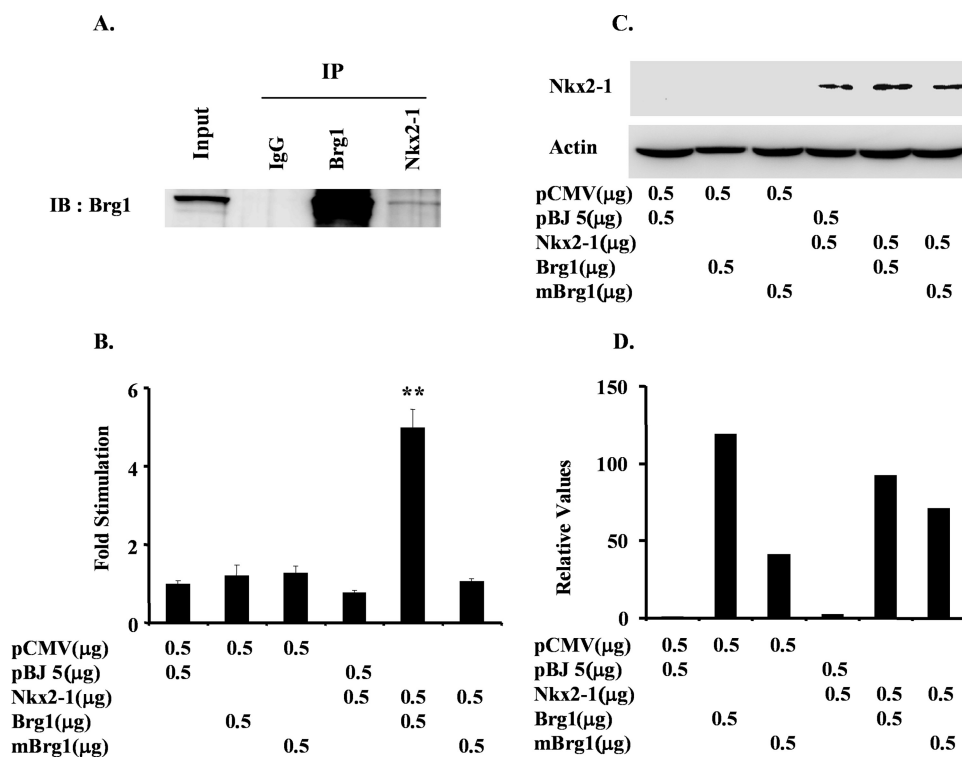 A.
IP
Input
IgG
Brg1
Nkx2-1
IB : Brg1
C.
Nkx2-1
Actin
pCMV(μg) 0.5 0.5 0.5
pBJ 5(μg) 0.5 0.5
Nkx2-1(μg) 0.5 0.5 0.5
Brg1(μg) 0.5 0.5
mBrg1(μg) 0.5 0.5
B.
Fold Stimulation
6
4
2
0
**
pCMV(μg) 0.5 0.5 0.5
pBJ 5(μg) 0.5 0.5
Nkx2-1(μg) 0.5 0.5 0.5
Brg1(μg) 0.5 0.5
mBrg1(μg) 0.5 0.5
D.
Relative Values
150
100
50
0
pCMV(μg) 0.5 0.5 0.5
pBJ 5(μg) 0.5 0.5
Nkx2-1(μg) 0.5 0.5 0.5
Brg1(μg) 0.5 0.5
mBrg1(μg) 0.5 0.5